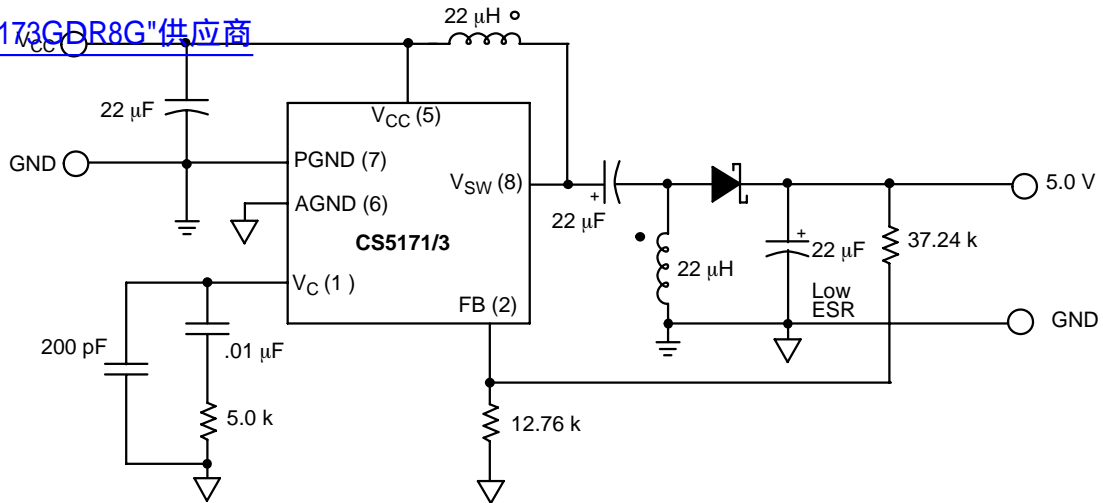 173GDR8G"供应商
VCC
22 μH
22 μF
VCC (5)
GND
PGND (7)
VSW (8)
5.0 V
AGND (6)
22 μF
CS5171/3
37.24 k
22 μH
22 μF
VC (1 )
FB (2)
Low
ESR
GND
200 pF
.01 μF
5.0 k
12.76 k